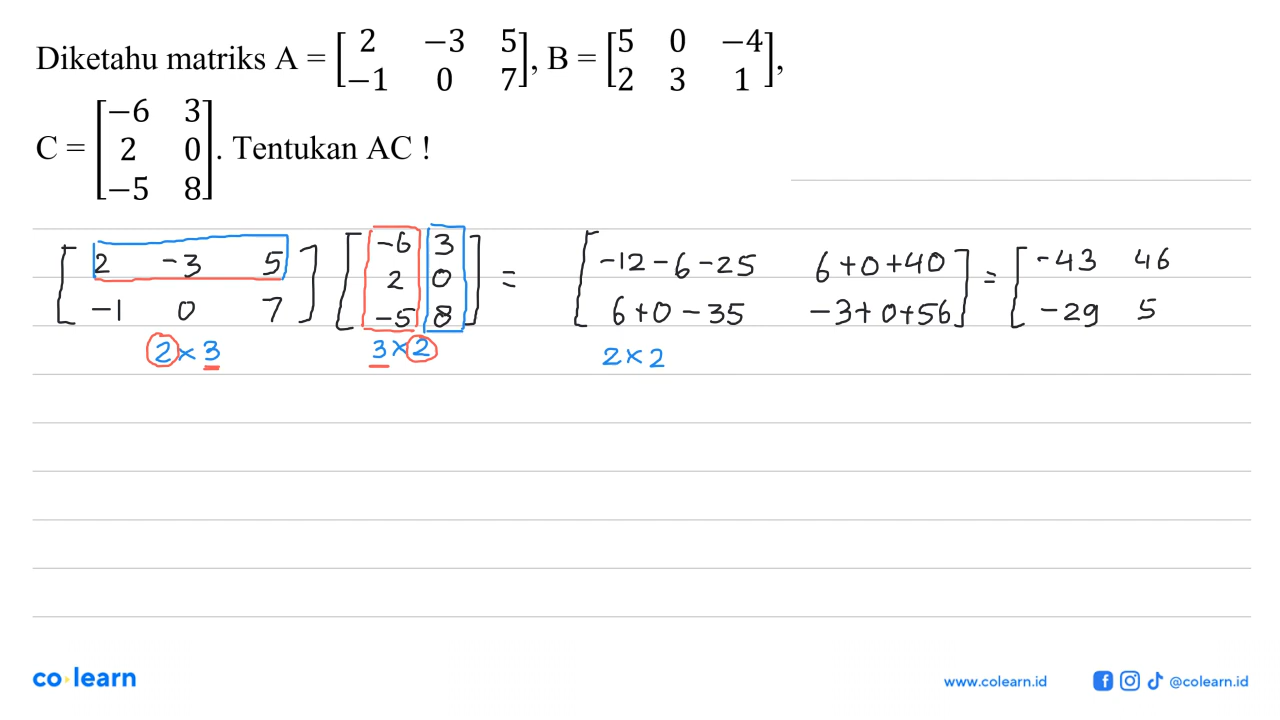 Diketahu matriks A = [2 −3 5], B = [5 0 −4],
[−1 0 7] [2 3 1]
C = [−6 3]
[2 0]. Tentukan AC !
[−5 8]
[2 -3 5] [-6 3] = [-12 - 6 - 25 6 + 0 + 40] = [-43 46]
[2 0]
[-1 0 7] [-5 8] [6 + 0 - 35 -3 + 0 + 56] [-29 5]
2 × 3 3 × 2 2 × 2
co learn www.colearn.id @colearn.id